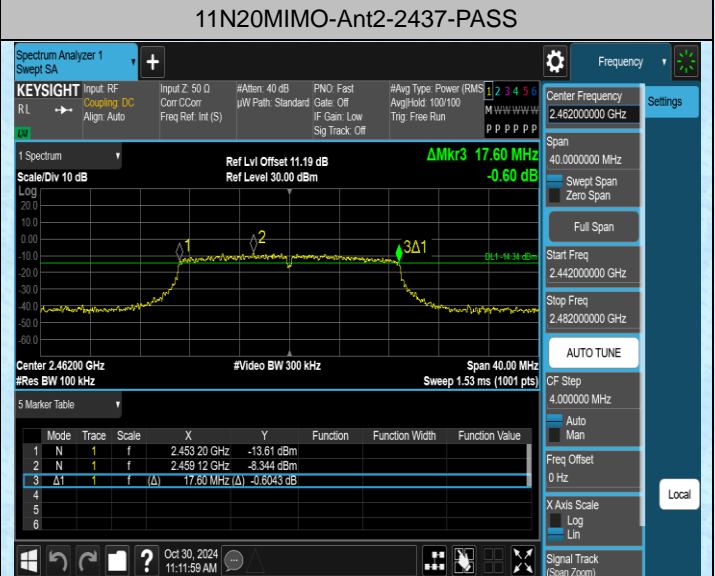 11N20MIMO-Ant2-2437-PASS
Spectrum Analyzer 1
Swept SA
Frequency
KEYSIGHT Input: RF Input Z: 50 Ω #Atten: 40 dB PNO: Fast #Avg Type: Power (RMS 1 2 3 4 5 6
RL Coupling: DC Corr CCorr µW Path: Standard Gate: Off Avg|Hold: 100/100 M W W W W W
Align: Auto Freq Ref: Int (S) IF Gain: Low Trig: Free Run
Sig Track: Off P P P P P P
LXI
1 Spectrum
Scale/Div 10 dB
Ref Lvl Offset 11.19 dB
Ref Level 30.00 dBm
ΔMkr3 17.60 MHz
-0.60 dB
Log
20.0
10.0
0.00
-10.0
-20.0
-30.0
-40.0
-50.0
-60.0
1
2
3Δ1
DL1 -14.34 dBm
Center 2.46200 GHz #Video BW 300 kHz Span 40.00 MHz
#Res BW 100 kHz Sweep 1.53 ms (1001 pts)
5 Marker Table
Mode Trace Scale X Y Function Function Width Function Value
1 N 1 f 2.453 20 GHz -13.61 dBm
2 N 1 f 2.459 12 GHz -8.344 dBm
3 Δ1 1 f (Δ) 17.60 MHz (Δ) -0.6043 dB
4
5
6
Oct 30, 2024
11:11:59 AM
Center Frequency
2.462000000 GHz
Settings
Span
40.0000000 MHz
Swept Span
Zero Span
Full Span
Start Freq
2.442000000 GHz
Stop Freq
2.482000000 GHz
AUTO TUNE
CF Step
4.000000 MHz
Auto
Man
Freq Offset
0 Hz
Local
X Axis Scale
Log
Lin
Signal Track
(Span Zoom)